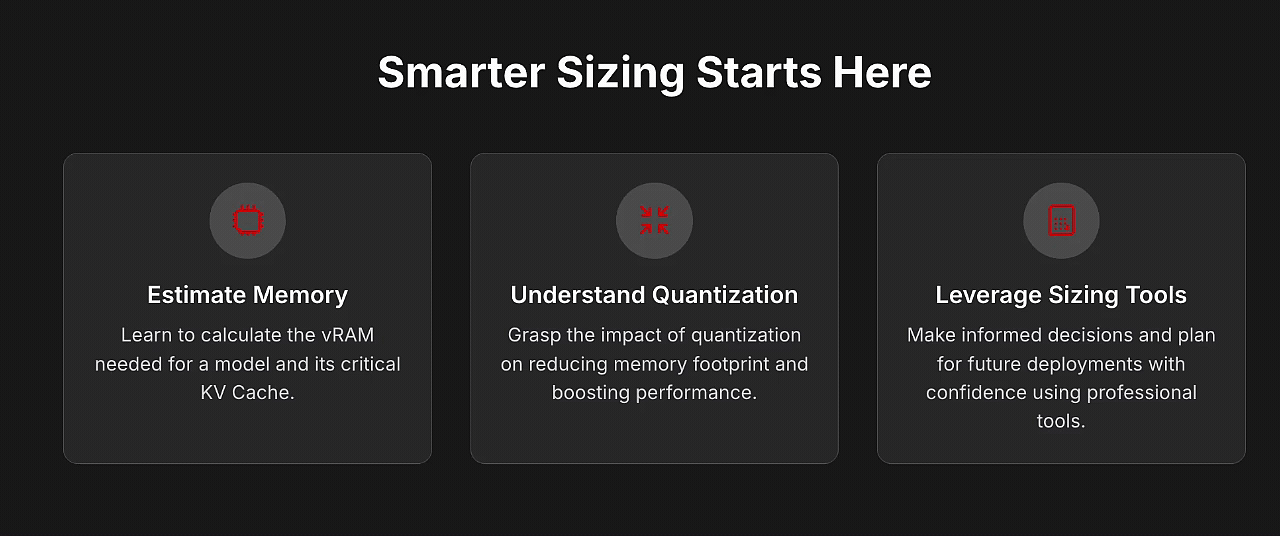 Smarter Sizing Starts Here
Estimate Memory
Learn to calculate the vRAM
needed for a model and its critical
KV Cache.
Understand Quantization
Grasp the impact of quantization
on reducing memory footprint and
boosting performance.
Leverage Sizing Tools
Make informed decisions and plan
for future deployments with
confidence using professional
tools.